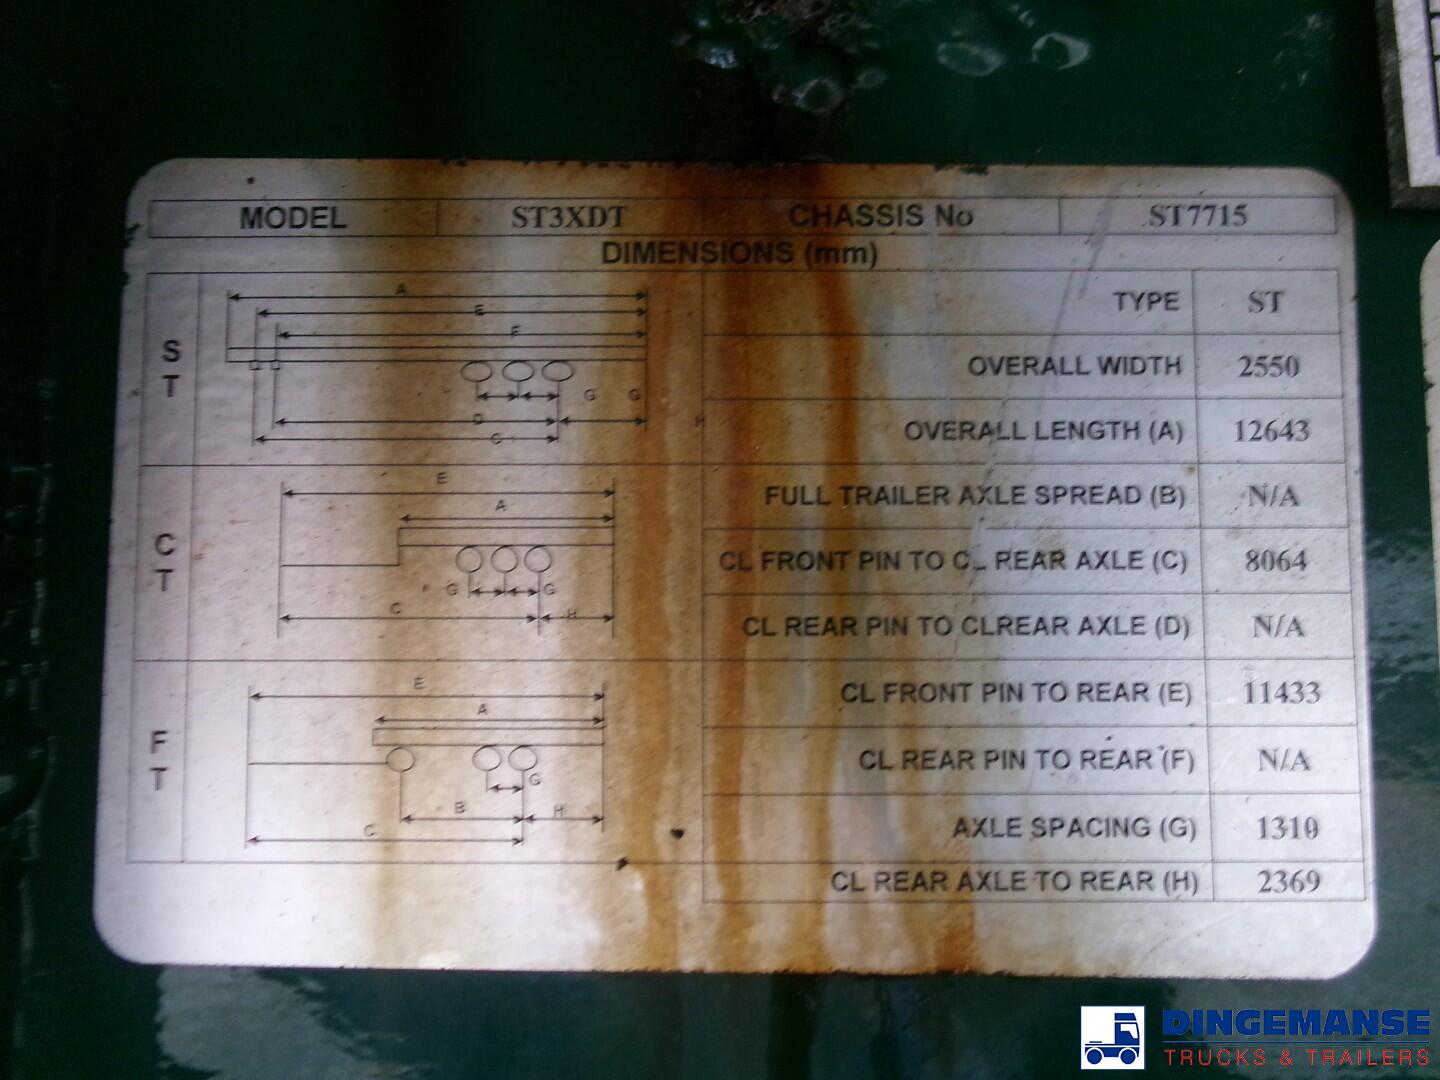 MODEL ST3XDT CHASSIS No ST7715
DIMENSIONS (mm)
S
T
A
E
F
G G
D H
C
TYPE ST
OVERALL WIDTH 2550
OVERALL LENGTH (A) 12643
C
T
E
A
G G
C H
FULL TRAILER AXLE SPREAD (B) N/A
CL FRONT PIN TO CL REAR AXLE (C) 8064
CL REAR PIN TO CLREAR AXLE (D) N/A
F
T
E
A
G
B H
C
CL FRONT PIN TO REAR (E) 11433
CL REAR PIN TO REAR (F) N/A
AXLE SPACING (G) 1310
CL REAR AXLE TO REAR (H) 2369
DINGEMANSE
TRUCKS & TRAILERS